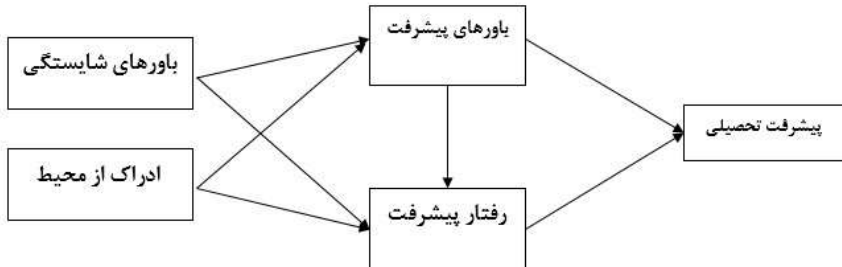 باورهای پیشرفت
باورهای شایستگی
پیشرفت تحصیلی
ادراک از محیط
رفتار پیشرفت